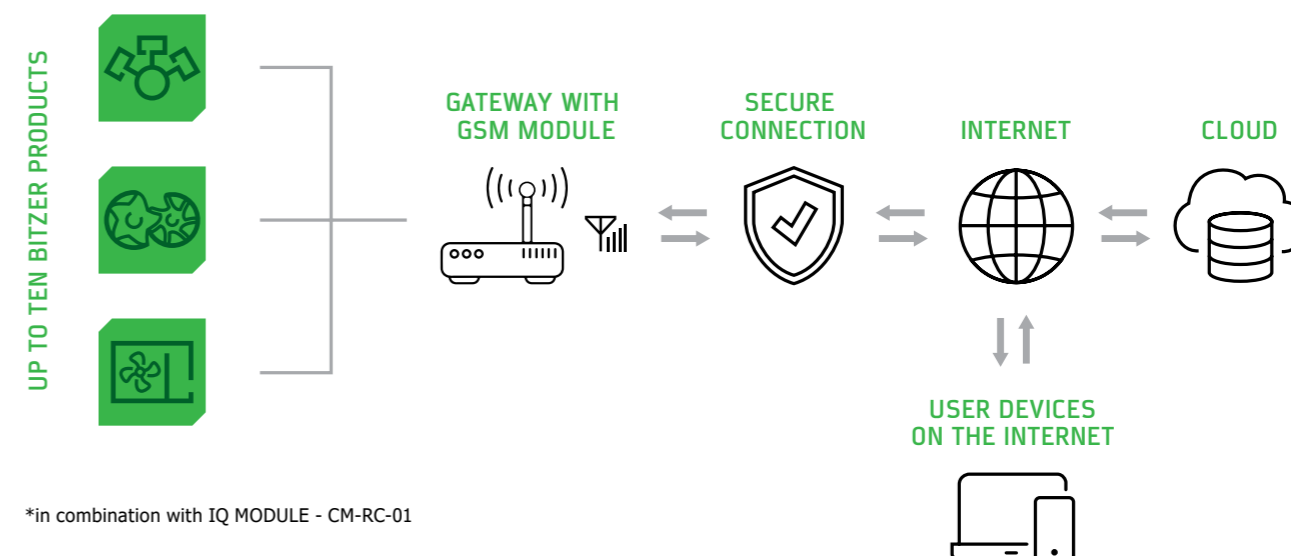 UP TO TEN BITZER PRODUCTS
GATEWAY WITH
GSM MODULE
SECURE
CONNECTION
INTERNET
CLOUD
USER DEVICES
ON THE INTERNET
*in combination with IQ MODULE - CM-RC-01